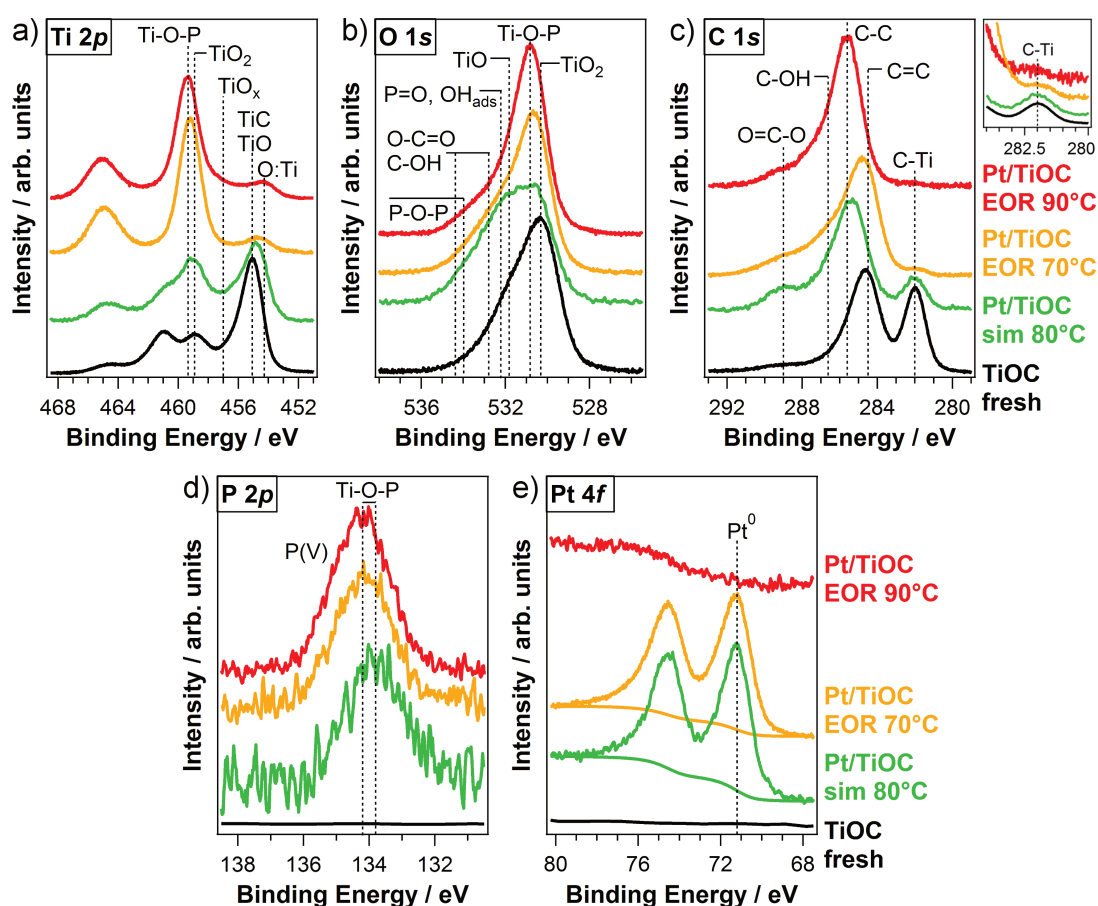 a) Ti 2p
Ti-O-P
TiO2
TiOx
TiC
TiO
O:Ti
Intensity / arb. units
468 464 460 456 452
Binding Energy / eV
b) O 1s
Ti-O-P
TiO
TiO2
P=O, OHads
O-C=O
C-OH
P-O-P
Intensity / arb. units
536 532 528
Binding Energy / eV
c) C 1s
C-C
C-OH
C=C
O=C-O
C-Ti
Intensity / arb. units
292 288 284 280
Binding Energy / eV
C-Ti
282.5 280
Pt/TiOC
EOR 90°C
Pt/TiOC
EOR 70°C
Pt/TiOC
sim 80°C
TiOC
fresh
d) P 2p
Ti-O-P
P(V)
Intensity / arb. units
138 136 134 132
Binding Energy / eV
e) Pt 4f
Pt0
Intensity / arb. units
80 76 72 68
Binding Energy / eV
Pt/TiOC
EOR 90°C
Pt/TiOC
EOR 70°C
Pt/TiOC
sim 80°C
TiOC
fresh